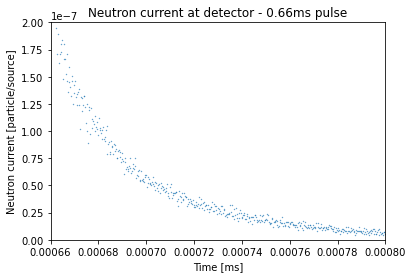 Neutron current at detector - 0.66ms pulse
1e−7
2.00
1.75
1.50
1.25
1.00
0.75
0.50
0.25
0.00
Neutron current [particle/source]
0.00066 0.00068 0.00070 0.00072 0.00074 0.00076 0.00078 0.00080
Time [ms]